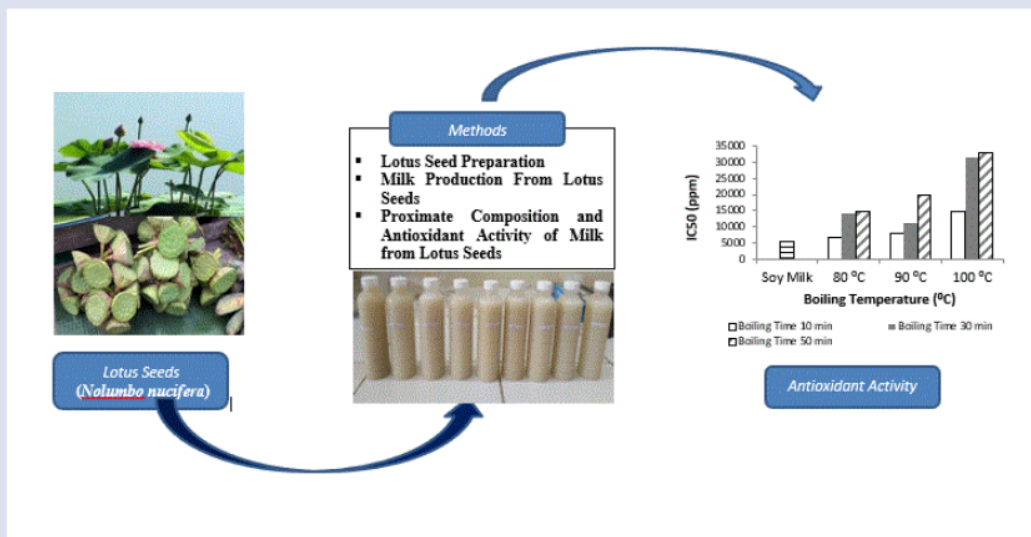 Lotus Seeds
(Nolumbo nucifera)
Methods
▪ Lotus Seed Preparation
▪ Milk Production From Lotus
Seeds
▪ Proximate Composition and
Antioxidant Activity of Milk
from Lotus Seeds
35000
30000
25000
20000
15000
10000
5000
0
IC50 (ppm)
Soy Milk 80 ⁰C 90 ⁰C 100 ⁰C
Boiling Temperature (⁰C)
Boiling Time 10 min Boiling Time 30 min
Boiling Time 50 min
Antioxidant Activity